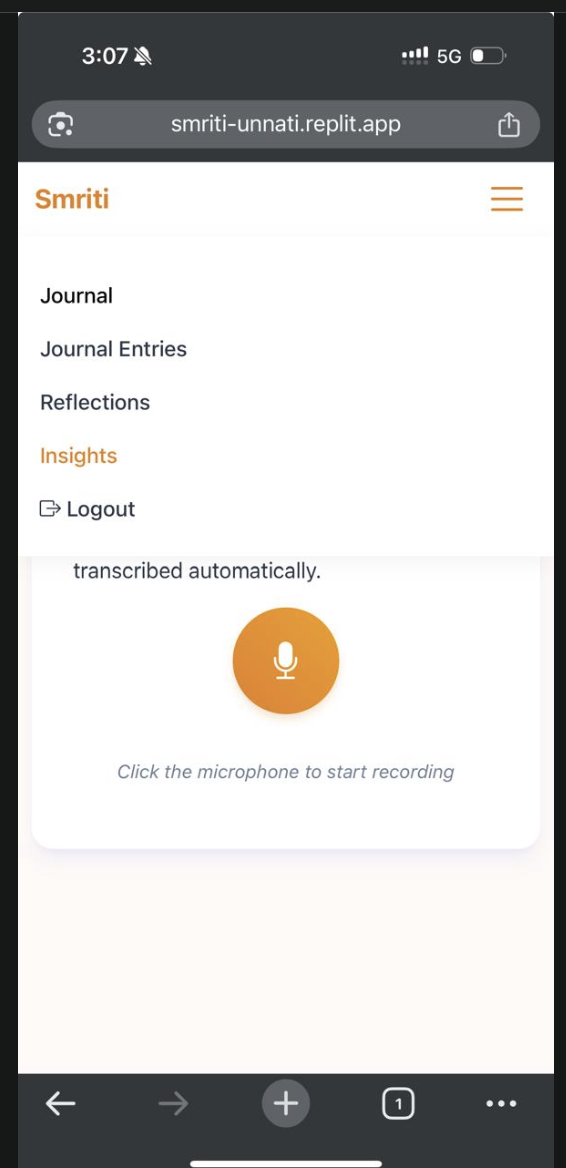 3:07
5G
smriti-unnati.replit.app
Smriti
Journal
Journal Entries
Reflections
Insights
Logout
transcribed automatically.
Click the microphone to start recording
1